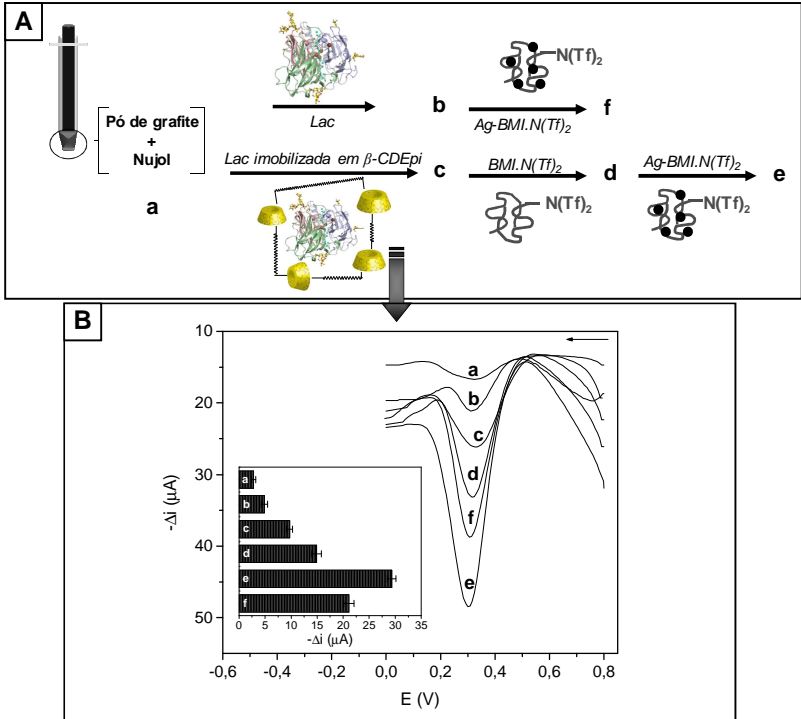 A
Pó de grafite
+
Nujol
a
Lac
Lac imobilizada em β-CDEpi
b
N(Tf)2
Ag-BMI.N(Tf)2
f
c
BMI.N(Tf)2
N(Tf)2
d
Ag-BMI.N(Tf)2
N(Tf)2
e
B
-Δi (μA)
10
20
30
40
50
a
b
c
d
f
e
a
b
c
d
e
f
0 5 10 15 20 25 30 35
-Δi (μA)
-0,6 -0,4 -0,2 0,0 0,2 0,4 0,6 0,8
E (V)